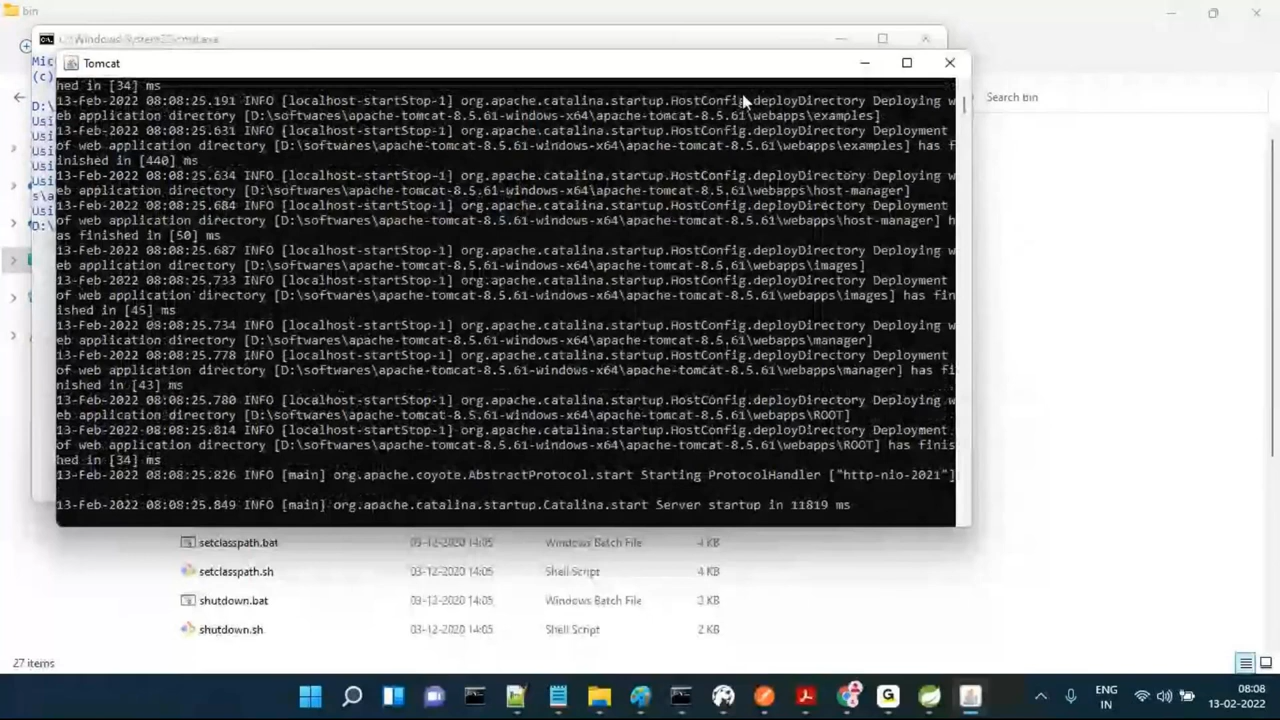 bin
Tomcat
Search bin
Mic
(c)
D:\
Usi
Usi
Usi
Usi
Usi
s\a
Usi
D:\
hed in [34] ms
13-Feb-2022 08:08:25.191 INFO [localhost-startStop-1] org.apache.catalina.startup.HostConfig.deployDirectory Deploying w
eb application directory [D:\softwares\apache-tomcat-8.5.61-windows-x64\apache-tomcat-8.5.61\webapps\examples]
13-Feb-2022 08:08:25.631 INFO [localhost-startStop-1] org.apache.catalina.startup.HostConfig.deployDirectory Deployment
of web application directory [D:\softwares\apache-tomcat-8.5.61-windows-x64\apache-tomcat-8.5.61\webapps\examples] has f
inished in [440] ms
13-Feb-2022 08:08:25.634 INFO [localhost-startStop-1] org.apache.catalina.startup.HostConfig.deployDirectory Deploying w
eb application directory [D:\softwares\apache-tomcat-8.5.61-windows-x64\apache-tomcat-8.5.61\webapps\host-manager]
13-Feb-2022 08:08:25.684 INFO [localhost-startStop-1] org.apache.catalina.startup.HostConfig.deployDirectory Deployment
of web application directory [D:\softwares\apache-tomcat-8.5.61-windows-x64\apache-tomcat-8.5.61\webapps\host-manager] h
as finished in [50] ms
13-Feb-2022 08:08:25.687 INFO [localhost-startStop-1] org.apache.catalina.startup.HostConfig.deployDirectory Deploying w
eb application directory [D:\softwares\apache-tomcat-8.5.61-windows-x64\apache-tomcat-8.5.61\webapps\images]
13-Feb-2022 08:08:25.733 INFO [localhost-startStop-1] org.apache.catalina.startup.HostConfig.deployDirectory Deployment
of web application directory [D:\softwares\apache-tomcat-8.5.61-windows-x64\apache-tomcat-8.5.61\webapps\images] has fin
ished in [45] ms
13-Feb-2022 08:08:25.734 INFO [localhost-startStop-1] org.apache.catalina.startup.HostConfig.deployDirectory Deploying w
eb application directory [D:\softwares\apache-tomcat-8.5.61-windows-x64\apache-tomcat-8.5.61\webapps\manager]
13-Feb-2022 08:08:25.778 INFO [localhost-startStop-1] org.apache.catalina.startup.HostConfig.deployDirectory Deployment
of web application directory [D:\softwares\apache-tomcat-8.5.61-windows-x64\apache-tomcat-8.5.61\webapps\manager] has fi
nished in [43] ms
13-Feb-2022 08:08:25.780 INFO [localhost-startStop-1] org.apache.catalina.startup.HostConfig.deployDirectory Deploying w
eb application directory [D:\softwares\apache-tomcat-8.5.61-windows-x64\apache-tomcat-8.5.61\webapps\ROOT]
13-Feb-2022 08:08:25.814 INFO [localhost-startStop-1] org.apache.catalina.startup.HostConfig.deployDirectory Deployment
of web application directory [D:\softwares\apache-tomcat-8.5.61-windows-x64\apache-tomcat-8.5.61\webapps\ROOT] has finis
hed in [34] ms
13-Feb-2022 08:08:25.826 INFO [main] org.apache.coyote.AbstractProtocol.start Starting ProtocolHandler ["http-nio-2021"]
13-Feb-2022 08:08:25.849 INFO [main] org.apache.catalina.startup.Catalina.start Server startup in 11819 ms
setclasspath.bat 03-12-2020 14:05 Windows Batch File 4 KB
setclasspath.sh 03-12-2020 14:05 Shell Script 4 KB
shutdown.bat 03-12-2020 14:05 Windows Batch File 2 KB
shutdown.sh 03-12-2020 14:05 Shell Script 2 KB
27 items
ENG
IN
08:08
13-02-2022